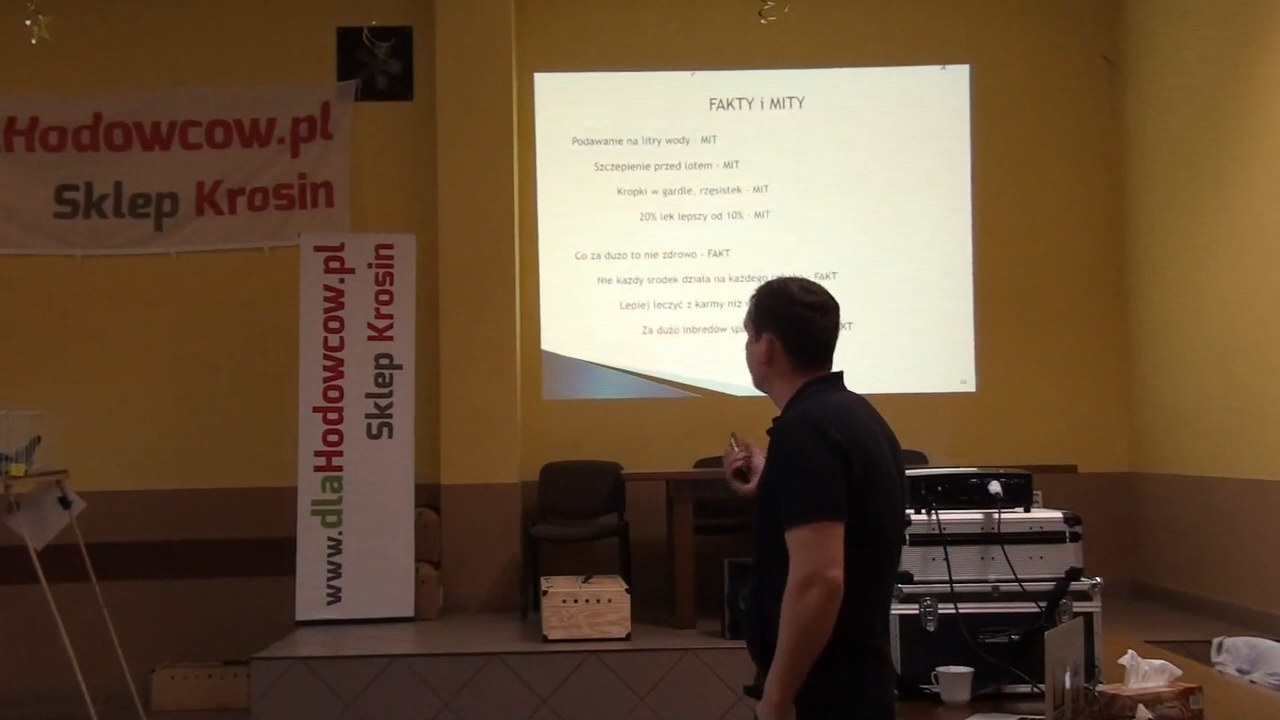 Hodowcow.pl
Sklep Krosin
www.dlaHodowcow.pl
Sklep Krosin
FAKTY i MITY
Podawanie na litry wody - MIT
Szczepienie przed lotem - MIT
Kropki w gardle, rzęsistek - MIT
20% lek lepszy od 10% - MIT
Co za dużo to nie zdrowo - FAKT
Nie każdy srodek działa na każdego - FAKT
Lepiej leczyć z karmy niż
Za dużo inbredów